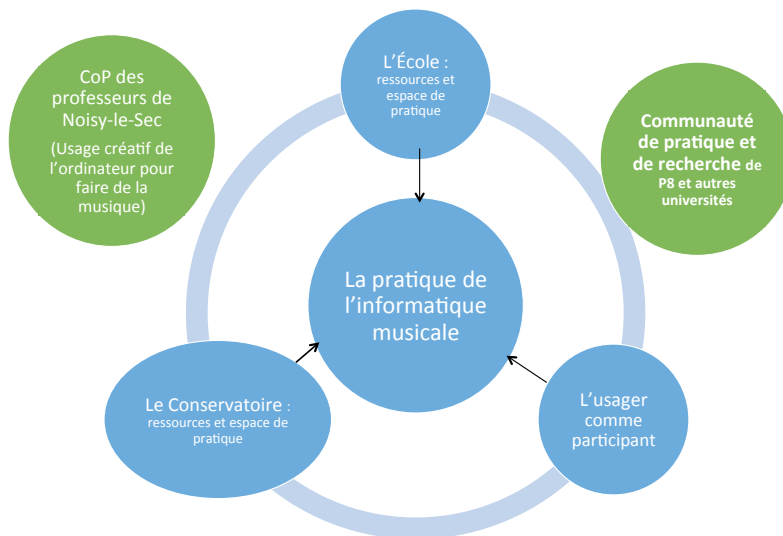 L'École :
ressources et
espace de
pratique
CoP des
professeurs de
Noisy-le-Sec
(Usage créatif de
l'ordinateur pour
faire de la
musique)
Communauté
de pratique et
de recherche de
P8 et autres
universités
La pratique de
l'informatique
musicale
Le Conservatoire :
ressources et espace de
pratique
L'usager
comme
participant